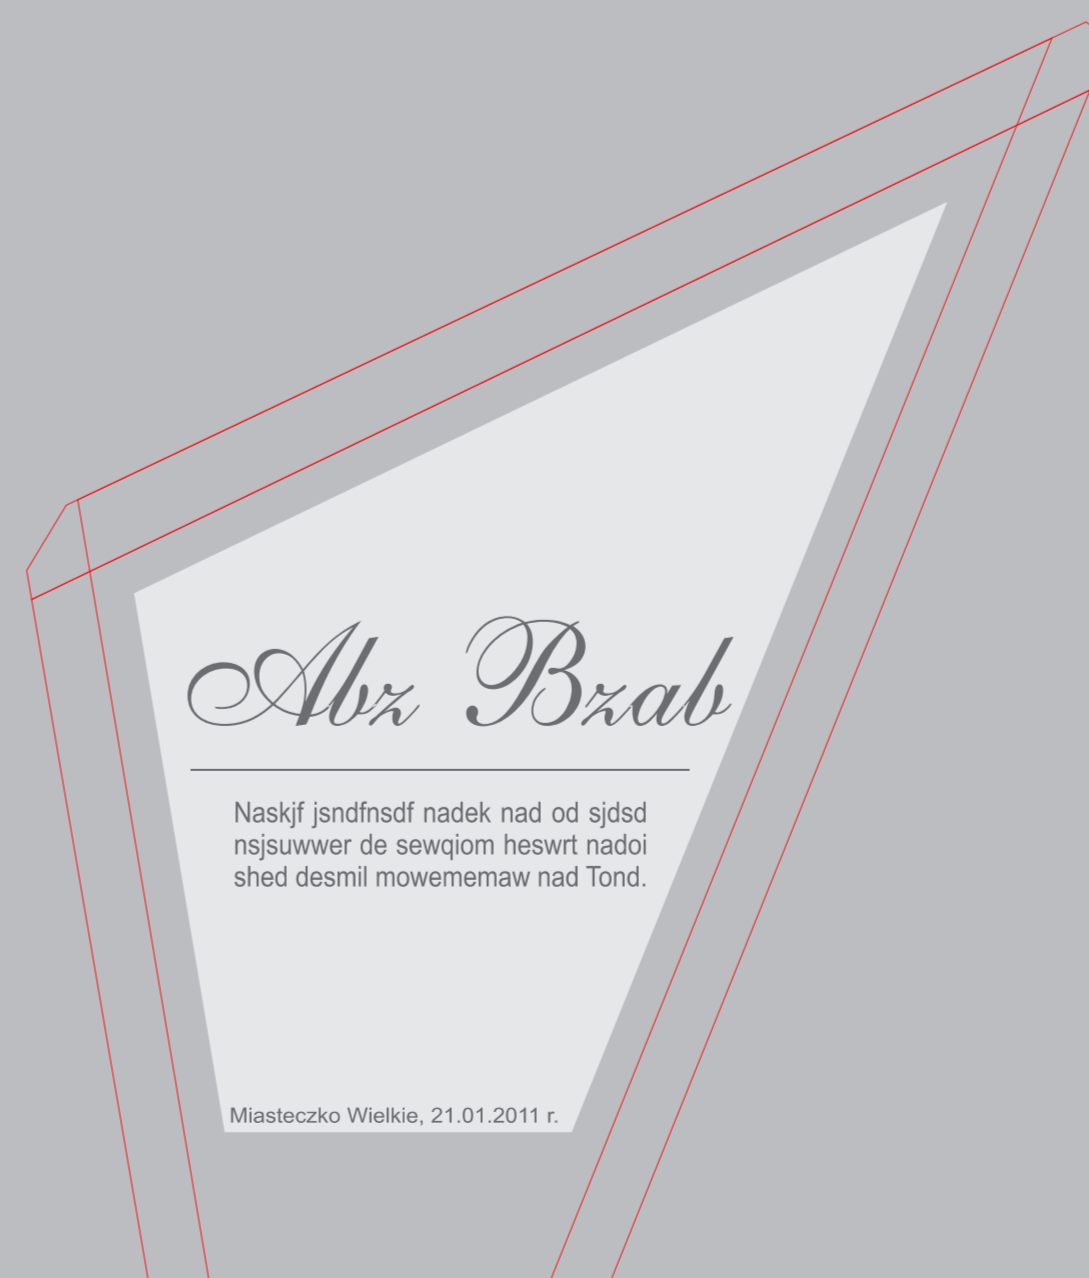 Abz Bzab
Naskjf jsndfnsdf nadek nad od sjdsd
nsjsuwwer de sewqiom heswrt nadoi
shed desmil mowememaw nad Tond.
Miasteczko Wielkie, 21.01.2011 r.